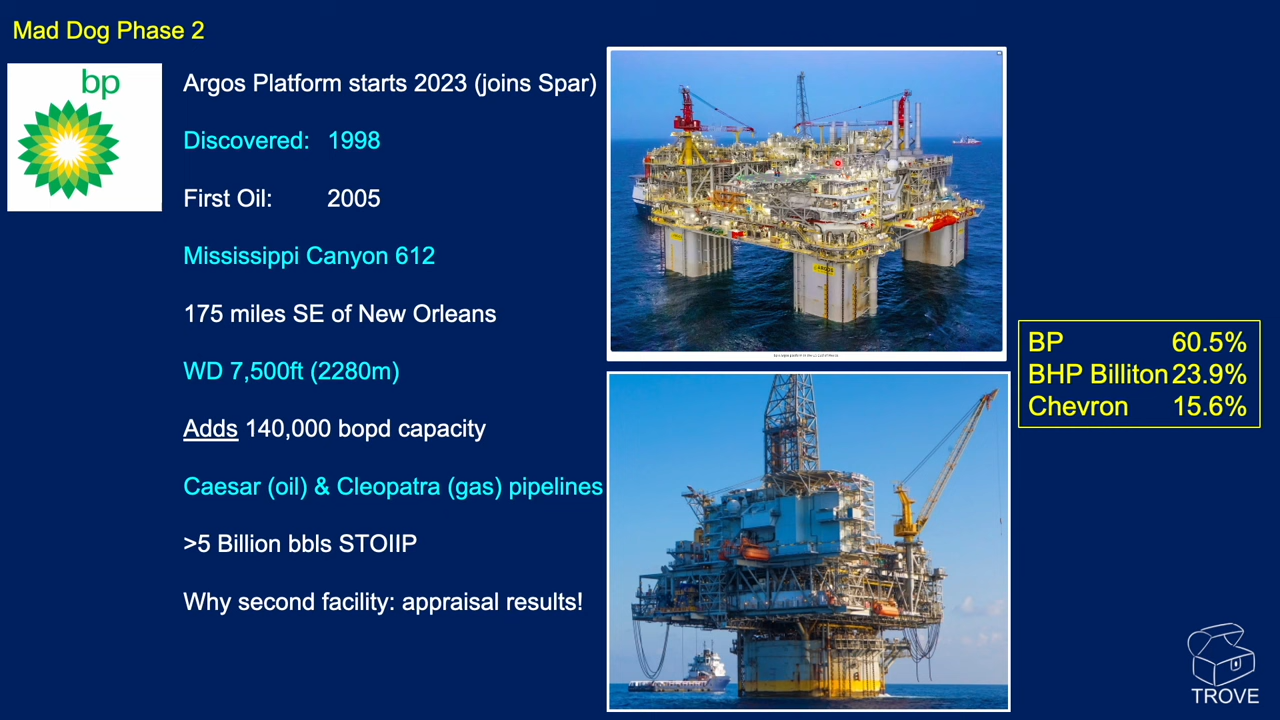 Mad Dog Phase 2
bp
Argos Platform starts 2023 (joins Spar)
Discovered: 1998
First Oil: 2005
Mississippi Canyon 612
175 miles SE of New Orleans
WD 7,500ft (2280m)
Adds 140,000 bopd capacity
Caesar (oil) & Cleopatra (gas) pipelines
>5 Billion bbls STOIIP
Why second facility: appraisal results!
ARGOS
BP 60.5%
BHP Billiton 23.9%
Chevron 15.6%
TROVE